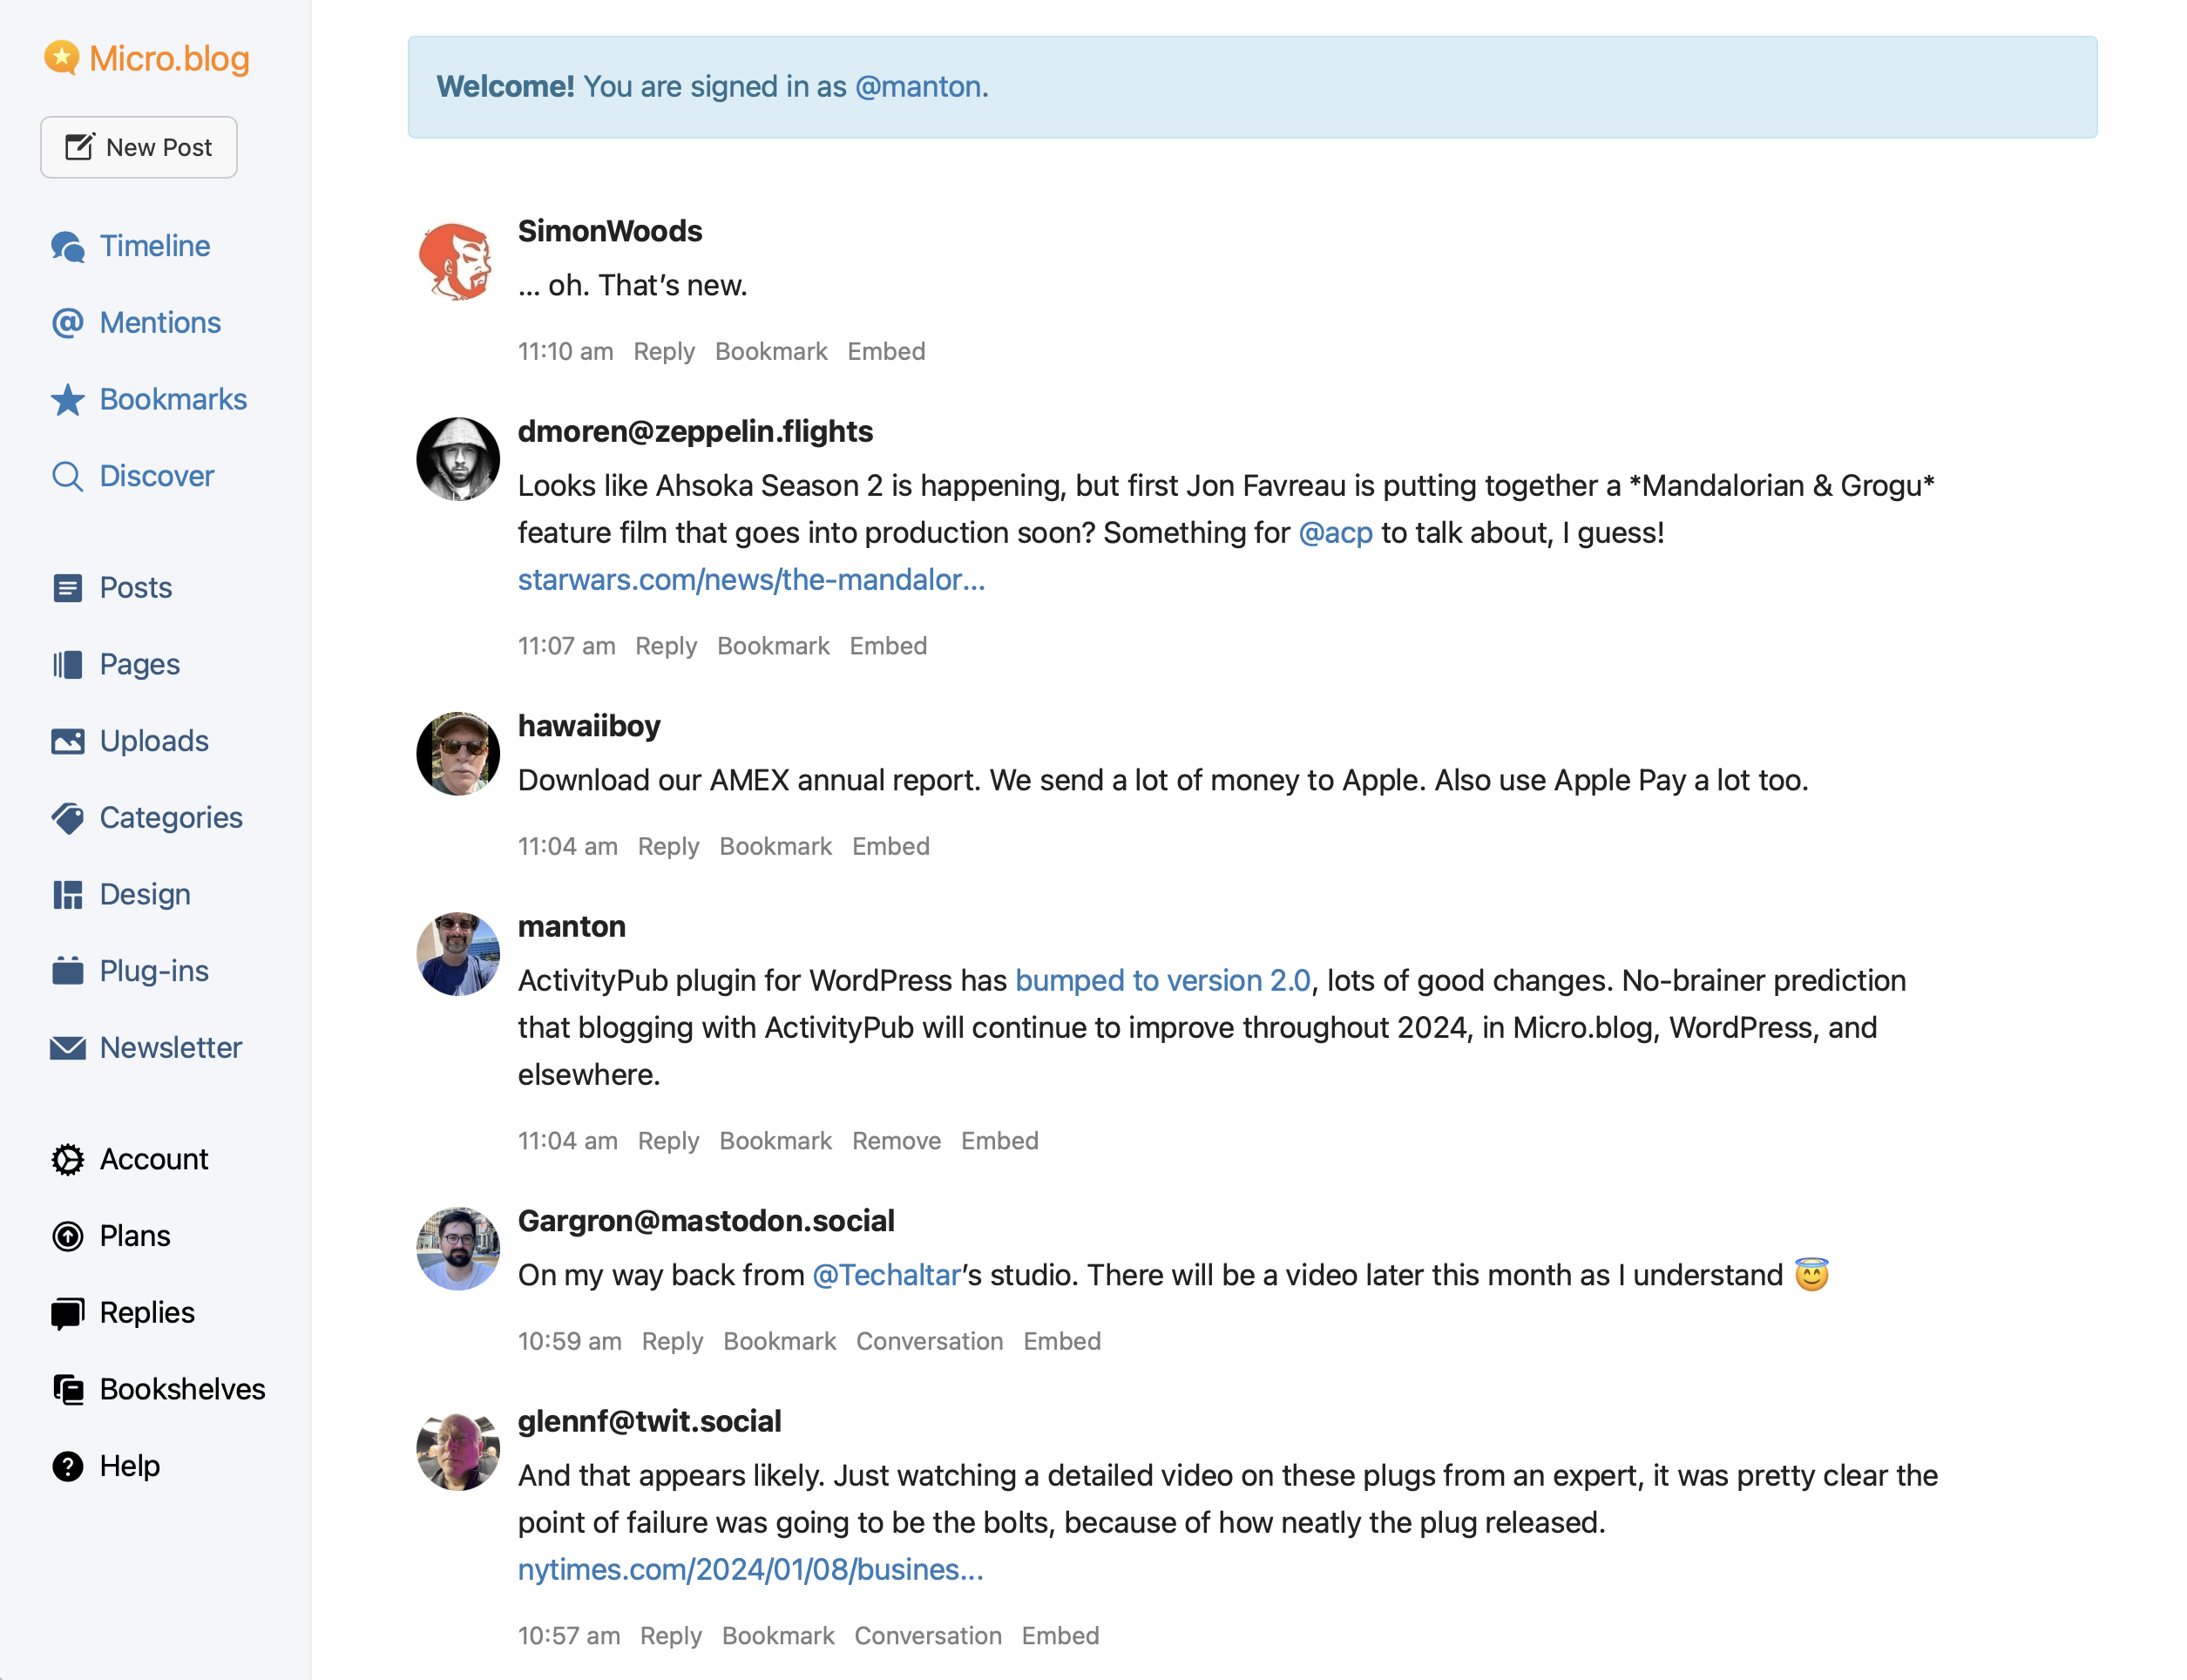 Micro.blog
New Post
Timeline
Mentions
Bookmarks
Discover
Posts
Pages
Uploads
Categories
Design
Plug-ins
Newsletter
Account
Plans
Replies
Bookshelves
Help
Welcome! You are signed in as @manton.
SimonWoods
... oh. That’s new.
11:10 am Reply Bookmark Embed
dmoren@zeppelin.flights
Looks like Ahsoka Season 2 is happening, but first Jon Favreau is putting together a *Mandalorian & Grogu*
feature film that goes into production soon? Something for @acp to talk about, I guess!
starwars.com/news/the-mandalor...
11:07 am Reply Bookmark Embed
hawaiiboy
Download our AMEX annual report. We send a lot of money to Apple. Also use Apple Pay a lot too.
11:04 am Reply Bookmark Embed
manton
ActivityPub plugin for WordPress has bumped to version 2.0, lots of good changes. No-brainer prediction
that blogging with ActivityPub will continue to improve throughout 2024, in Micro.blog, WordPress, and
elsewhere.
11:04 am Reply Bookmark Remove Embed
Gargron@mastodon.social
On my way back from @Techaltar’s studio. There will be a video later this month as I understand 😇
10:59 am Reply Bookmark Conversation Embed
glennf@twit.social
And that appears likely. Just watching a detailed video on these plugs from an expert, it was pretty clear the
point of failure was going to be the bolts, because of how neatly the plug released.
nytimes.com/2024/01/08/busines...
10:57 am Reply Bookmark Conversation Embed